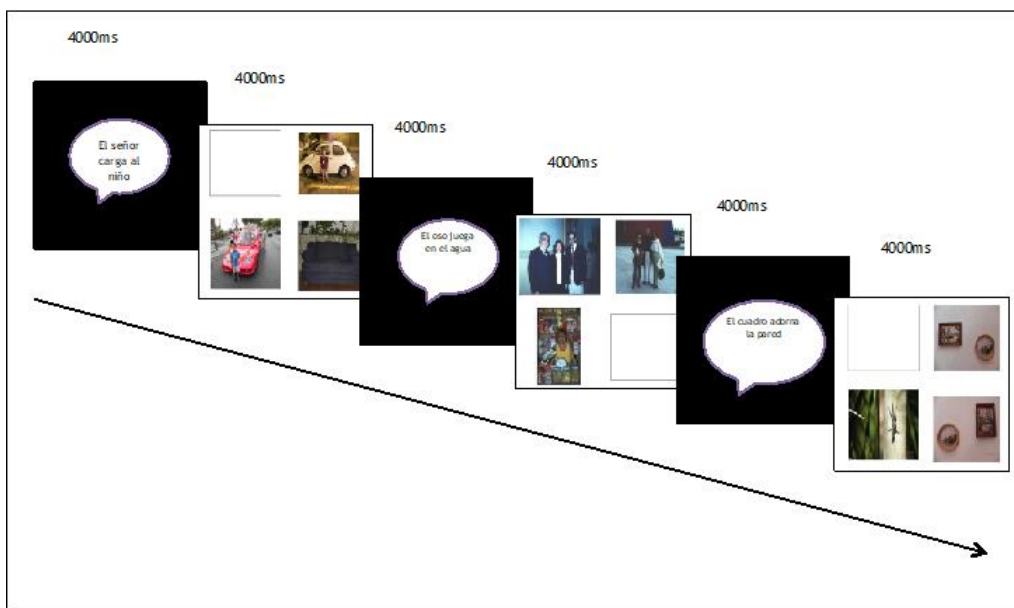 4000ms
El señor
carga al
niño
4000ms
4000ms
El oso juega
en el agua
4000ms
4000ms
El cuadro adorna
la pared
4000ms